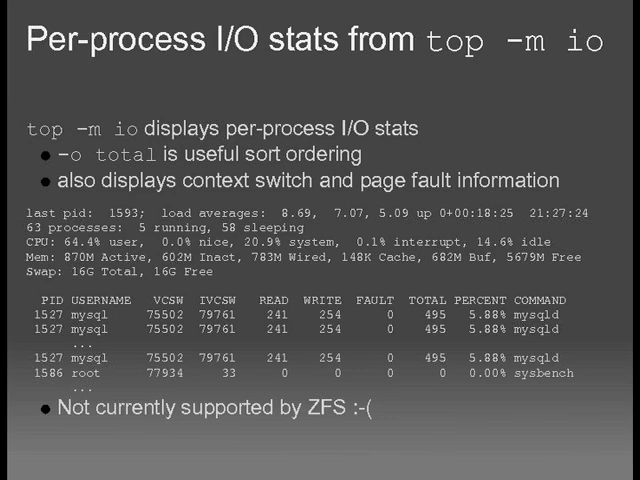 Per-process I/O stats from top -m io
top -m io displays per-process I/O stats
● -o total is useful sort ordering
● also displays context switch and page fault information
last pid:  1593;  load averages:  8.69,  7.07, 5.09 up 0+00:18:25  21:27:24
63 processes:  5 running, 58 sleeping
CPU: 64.4% user,  0.0% nice, 20.9% system,  0.1% interrupt, 14.6% idle
Mem: 870M Active, 602M Inact, 783M Wired, 148K Cache, 682M Buf, 5679M Free
Swap: 16G Total, 16G Free
PID USERNAME   VCSW  IVCSW   READ  WRITE  FAULT  TOTAL PERCENT COMMAND
1527 mysql     75502  79761    241    254      0    495   5.88% mysqld
1527 mysql     75502  79761    241    254      0    495   5.88% mysqld
...
1527 mysql     75502  79761    241    254      0    495   5.88% mysqld
1586 root      77934     33      0      0      0      0   0.00% sysbench
...
● Not currently supported by ZFS :-(